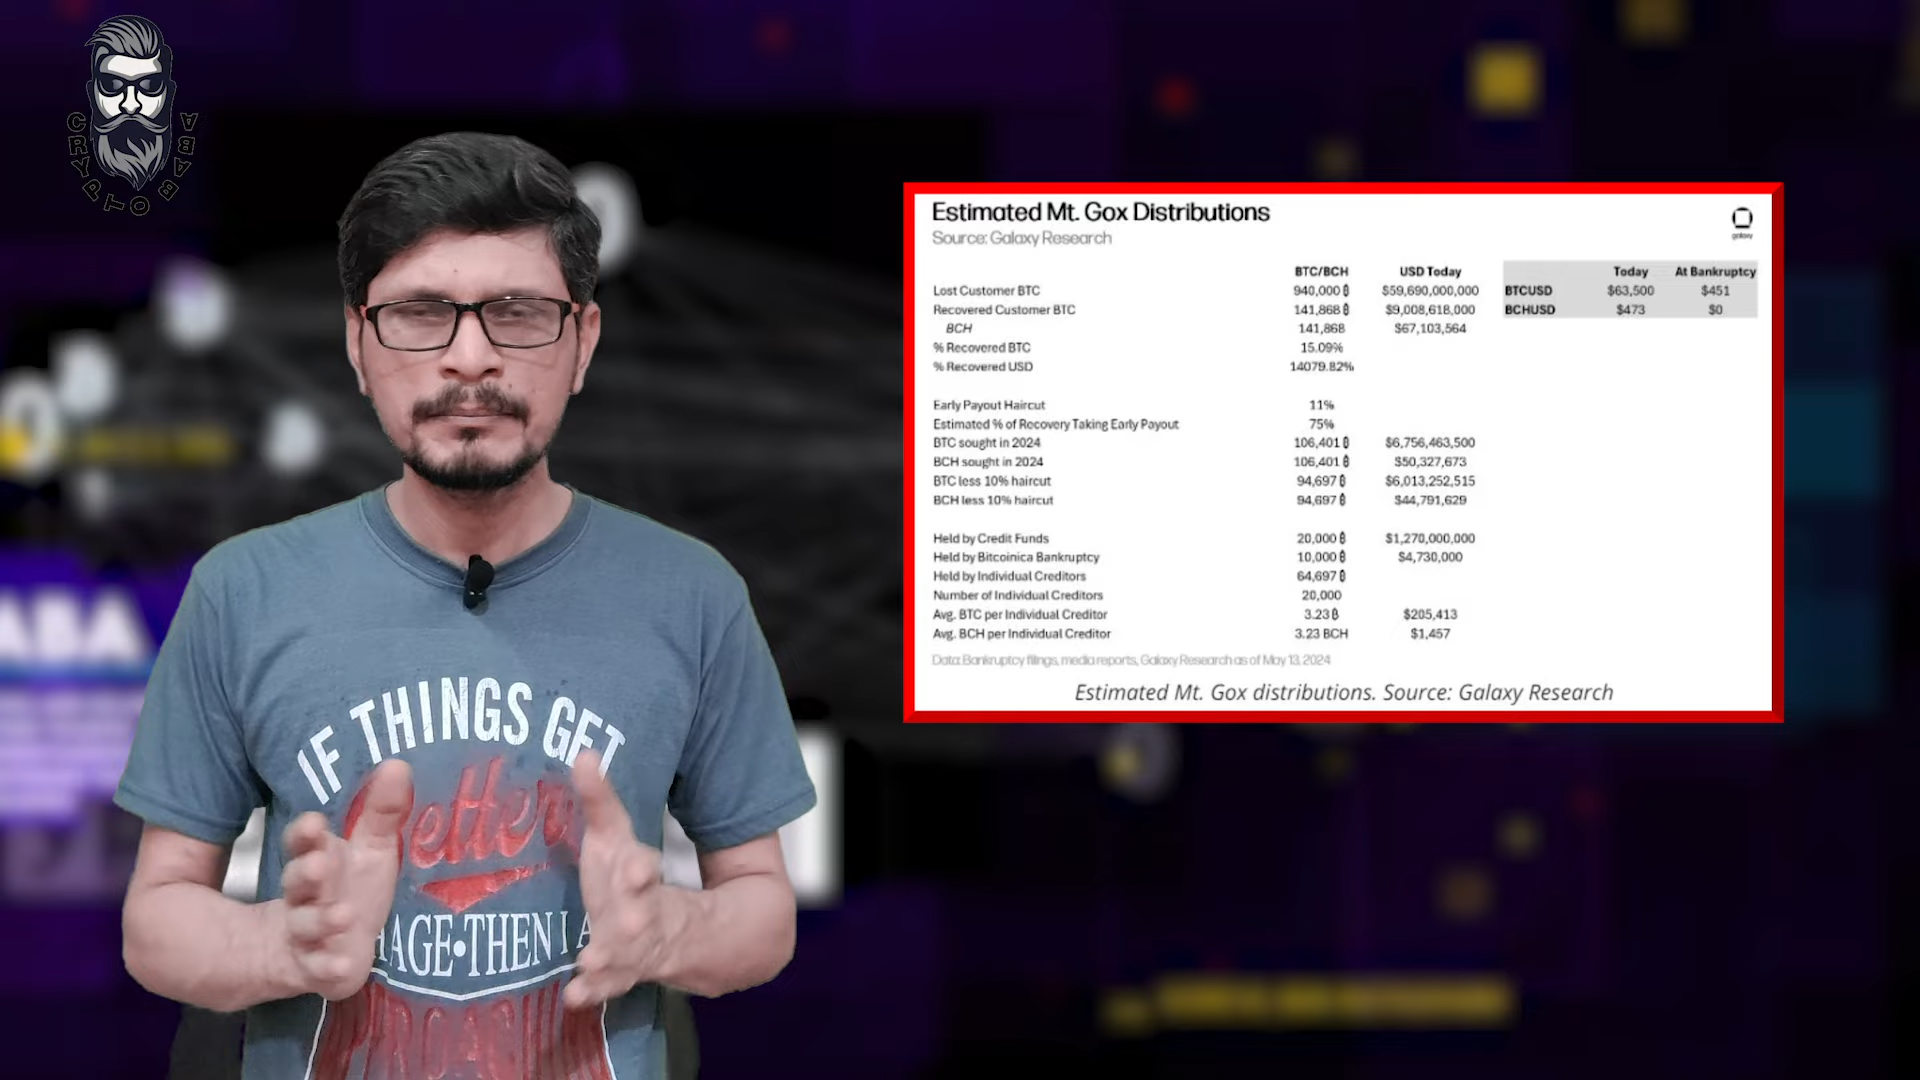 CRYPTO BABA
Estimated Mt. Gox Distributions
Source: Galaxy Research
galaxy
BTC/BCH USD Today Today At Bankruptcy
Lost Customer BTC 940,000 ₿ $59,690,000,000 BTCUSD $63,500 $451
Recovered Customer BTC 141,868 ₿ $9,008,618,000 BCHUSD $473 $0
BCH 141,868 $67,103,564
% Recovered BTC 15.09%
% Recovered USD 14079.82%
Early Payout Haircut 11%
Estimated % of Recovery Taking Early Payout 75%
BTC sought in 2024 106,401 ₿ $6,756,463,500
BCH sought in 2024 106,401 ₿ $50,327,673
BTC less 10% haircut 94,697 ₿ $6,013,252,515
BCH less 10% haircut 94,697 ₿ $44,791,629
Held by Credit Funds 20,000 ₿ $1,270,000,000
Held by Bitcoinica Bankruptcy 10,000 ₿ $4,730,000
Held by Individual Creditors 64,697 ₿
Number of Individual Creditors 20,000
Avg. BTC per Individual Creditor 3.23 ₿ $205,413
Avg. BCH per Individual Creditor 3.23 BCH $1,457
Data: Bankruptcy filings, media reports, Galaxy Research as of May 13, 2024
Estimated Mt. Gox distributions. Source: Galaxy Research
ABA
IF THINGS GET
Better
AGE•THEN I A